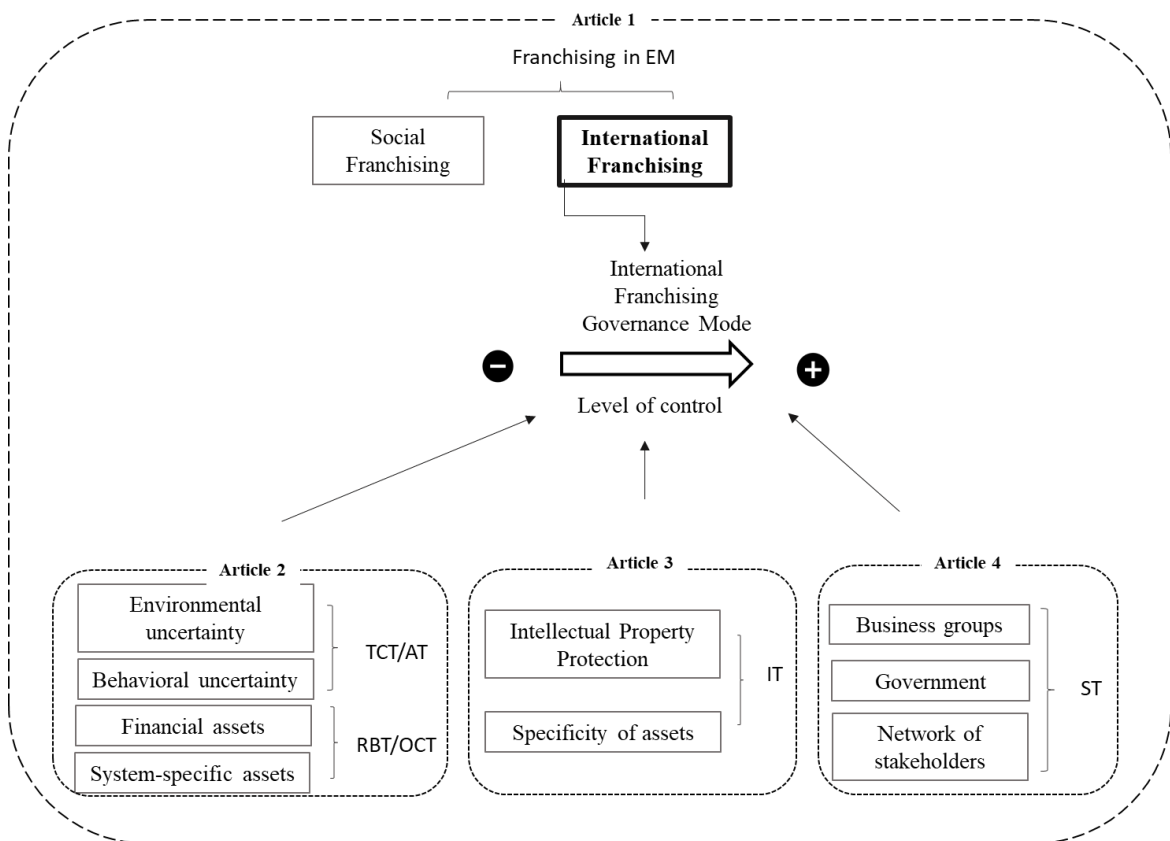 Article 1
Franchising in EM
Social
Franchising
International
Franchising
International
Franchising
Governance Mode
Level of control
Article 2
Environmental
uncertainty
Behavioral uncertainty
TCT/AT
Financial assets
System-specific assets
RBT/OCT
Article 3
Intellectual Property
Protection
Specificity of assets
IT
Article 4
Business groups
Government
Network of
stakeholders
ST